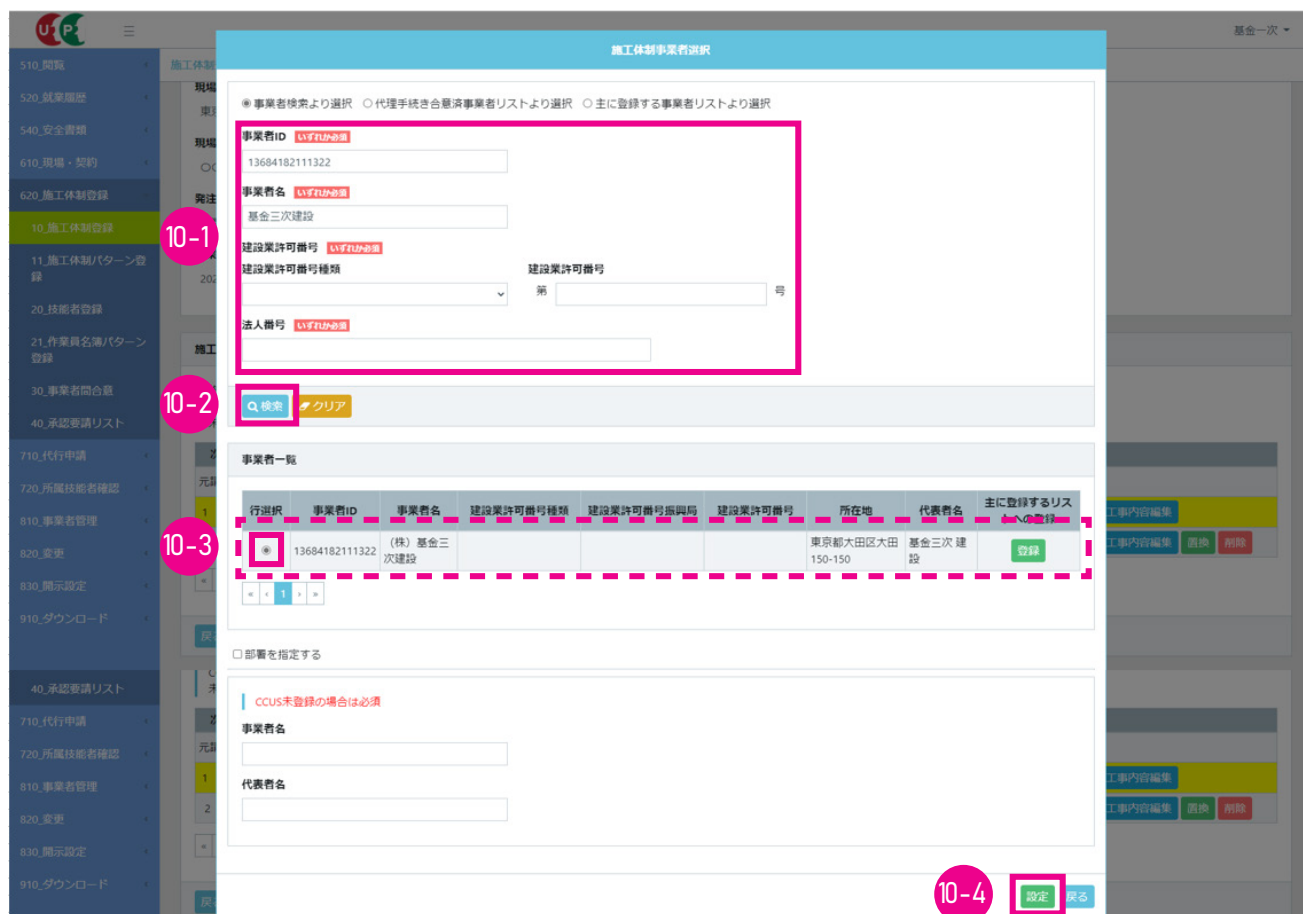 UP
基金一次
施工体制事業者選択
510_閲覧
520_就業履歴
540_安全書類
610_現場・契約
620_施工体制登録
10_施工体制登録
11_施工体制パターン登
録
20_技能者登録
21_作業員名簿パターン
登録
30_事業者間合意
40_承認要請リスト
710_代行申請
720_所属技能者確認
810_事業者管理
820_変更
830_開示設定
910_ダウンロード
40_承認要請リスト
710_代行申請
720_所属技能者確認
810_事業者管理
820_変更
830_開示設定
910_ダウンロード
施工体制
現場
東京
現場
発注
202
施工
元請
1
元請
1
2
事業者検索より選択 代理手続き合意済事業者リストより選択 主に登録する事業者リストより選択
事業者ID いずれか必須
13684182111322
事業者名 いずれか必須
基金三次建設
10-1
建設業許可番号 いずれか必須
建設業許可番号種類 建設業許可番号
第 号
法人番号 いずれか必須
10-2
検索 クリア
事業者一覧
行選択 事業者ID 事業者名 建設業許可番号種類 建設業許可番号振興局 建設業許可番号 所在地 代表者名 主に登録するリス
トへの登録
10-3
13684182111322 (株)基金三
次建設 東京都大田区大田
150-150 基金三次 建
設 登録
« ‹ 1 › »
工事内容編集
工事内容編集 置換 削除
部署を指定する
CCUS未登録の場合は必須
事業者名
代表者名
工事内容編集
工事内容編集 置換 削除
10-4
設定 戻る